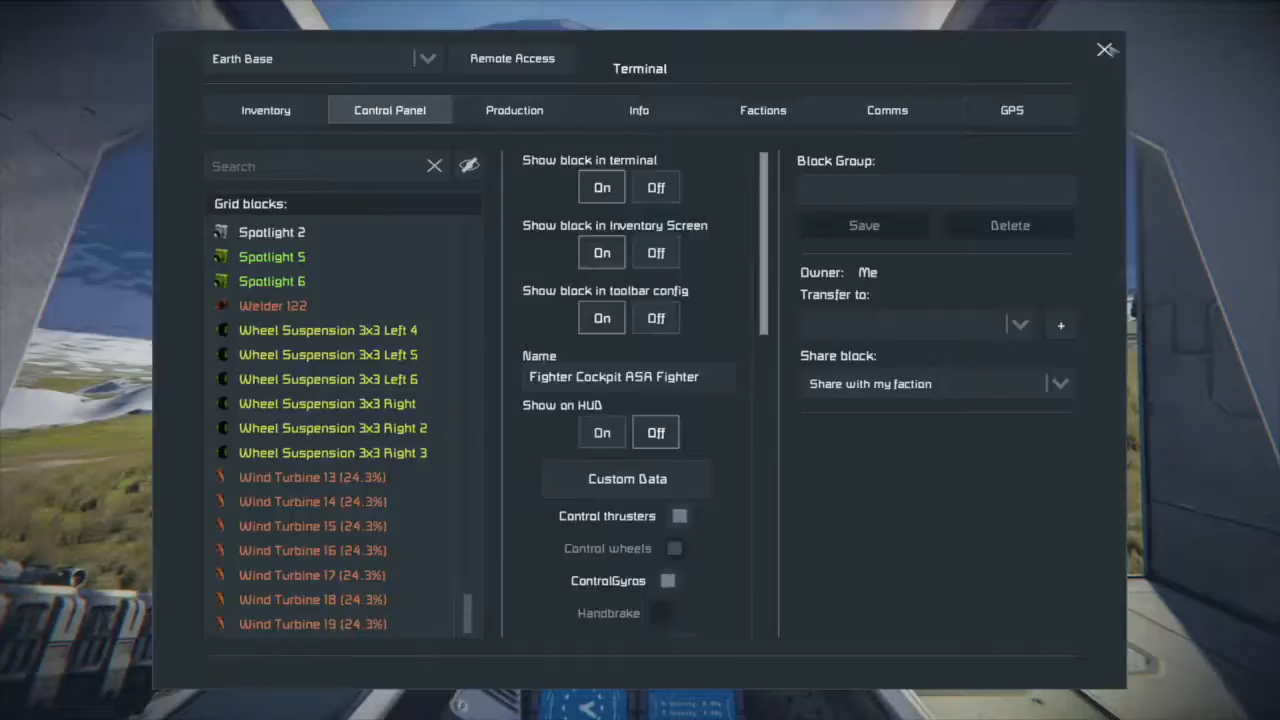 Earth Base
Remote Access
Terminal
Inventory
Control Panel
Production
Info
Factions
Comms
GPS
Search
Grid blocks:
Spotlight 2
Spotlight 5
Spotlight 6
Welder 122
Wheel Suspension 3x3 Left 4
Wheel Suspension 3x3 Left 5
Wheel Suspension 3x3 Left 6
Wheel Suspension 3x3 Right
Wheel Suspension 3x3 Right 2
Wheel Suspension 3x3 Right 3
Wind Turbine 13 (24.3%)
Wind Turbine 14 (24.3%)
Wind Turbine 15 (24.3%)
Wind Turbine 16 (24.3%)
Wind Turbine 17 (24.3%)
Wind Turbine 18 (24.3%)
Wind Turbine 19 (24.3%)
Show block in terminal
On Off
Show block in Inventory Screen
On Off
Show block in toolbar config
On Off
Name
Fighter Cockpit ASA Fighter
Show on HUD
On Off
Custom Data
Control thrusters
Control wheels
ControlGyros
Handbrake
Block Group:
Save Delete
Owner: Me
Transfer to:
+
Share block:
Share with my faction